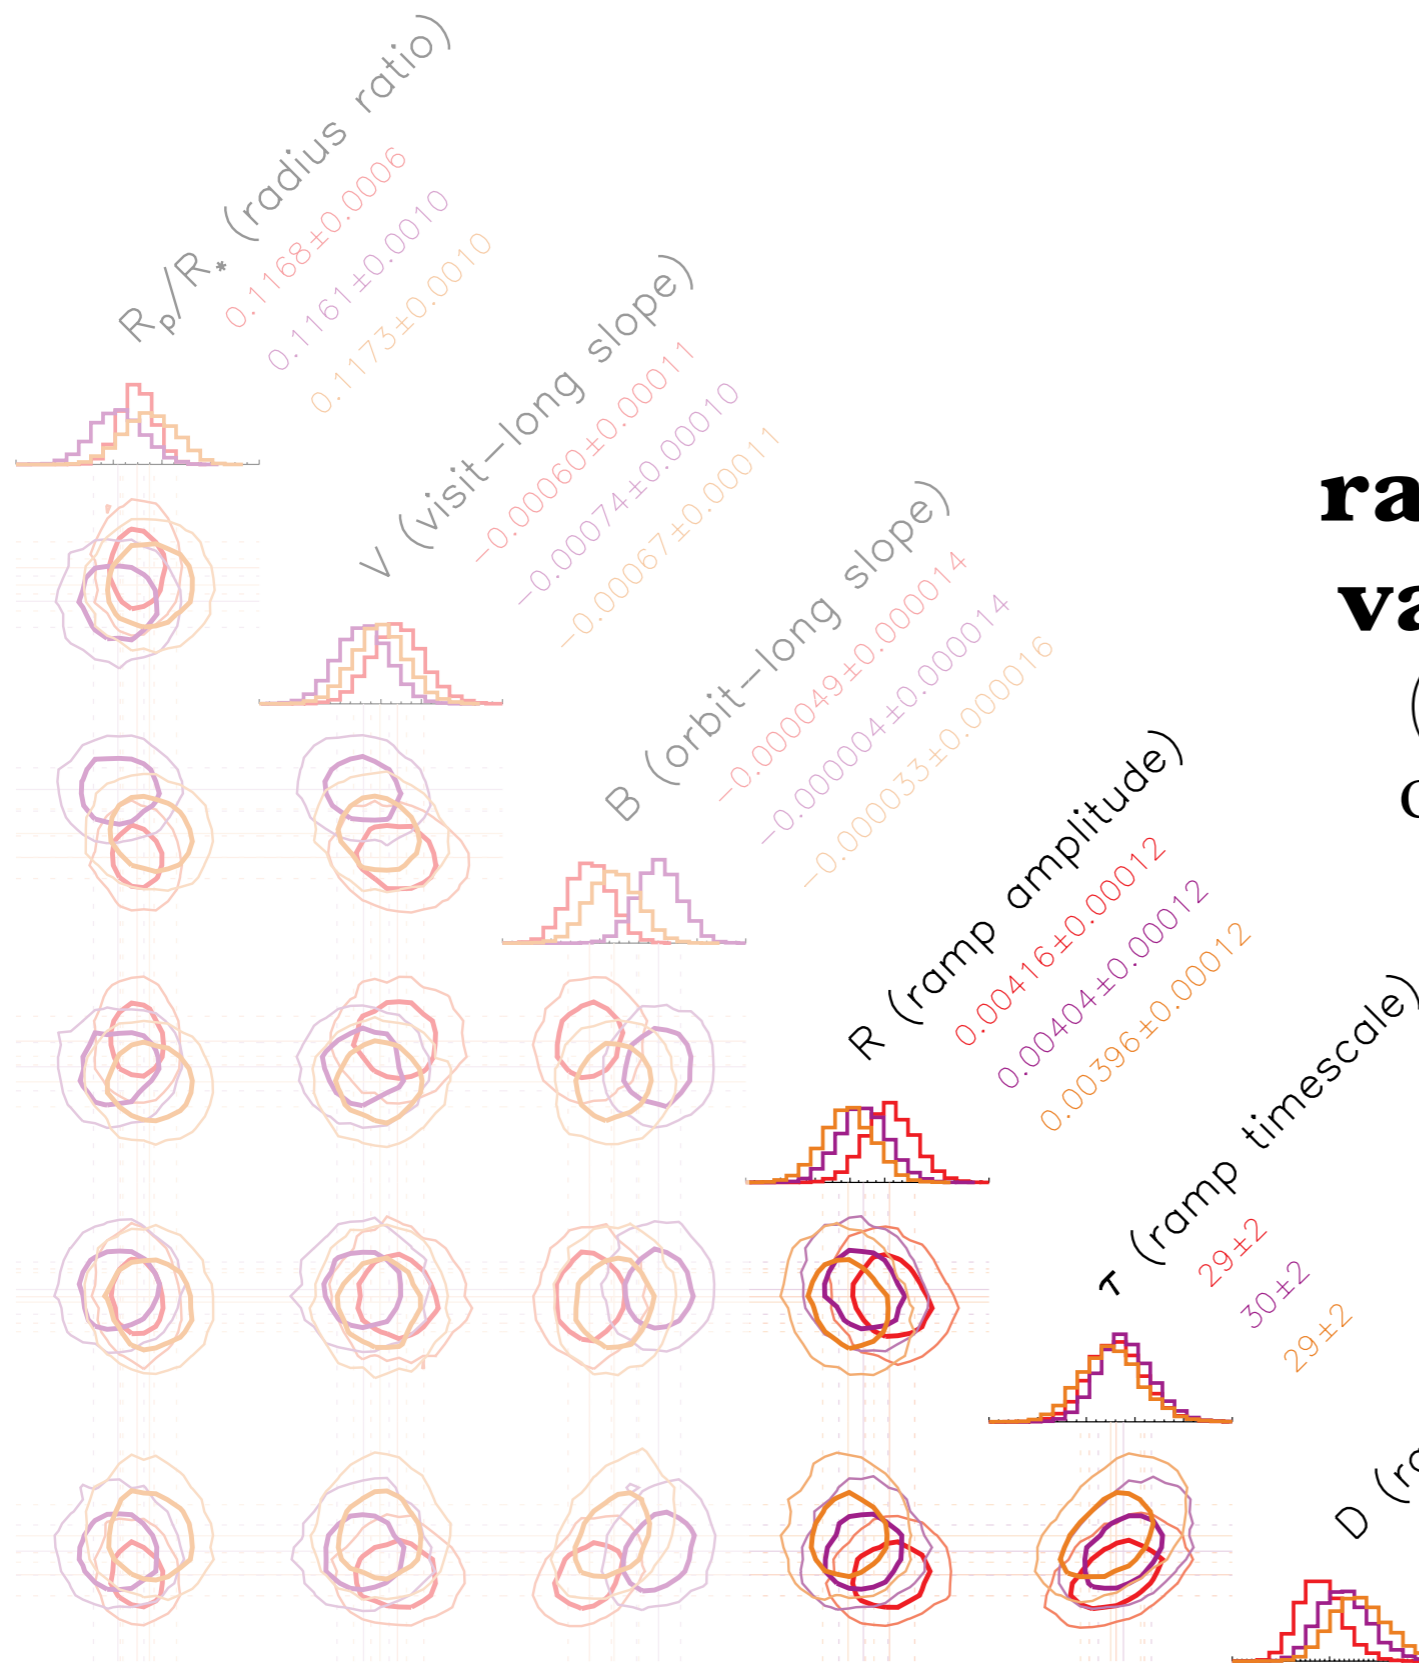 Rp/R* (radius ratio)
0.1168±0.0006
0.1161±0.0010
0.1173±0.0010
V (visit−long slope)
−0.00060±0.00011
−0.00074±0.00010
−0.00067±0.00011
B (orbit−long slope)
−0.000049±0.000014
−0.000004±0.000014
−0.000033±0.000016
ra
va
(
R (ramp amplitude)
0.00416±0.00012
0.00404±0.00012
0.00396±0.00012
τ (ramp timescale)
29±2
30±2
29±2
D (ra